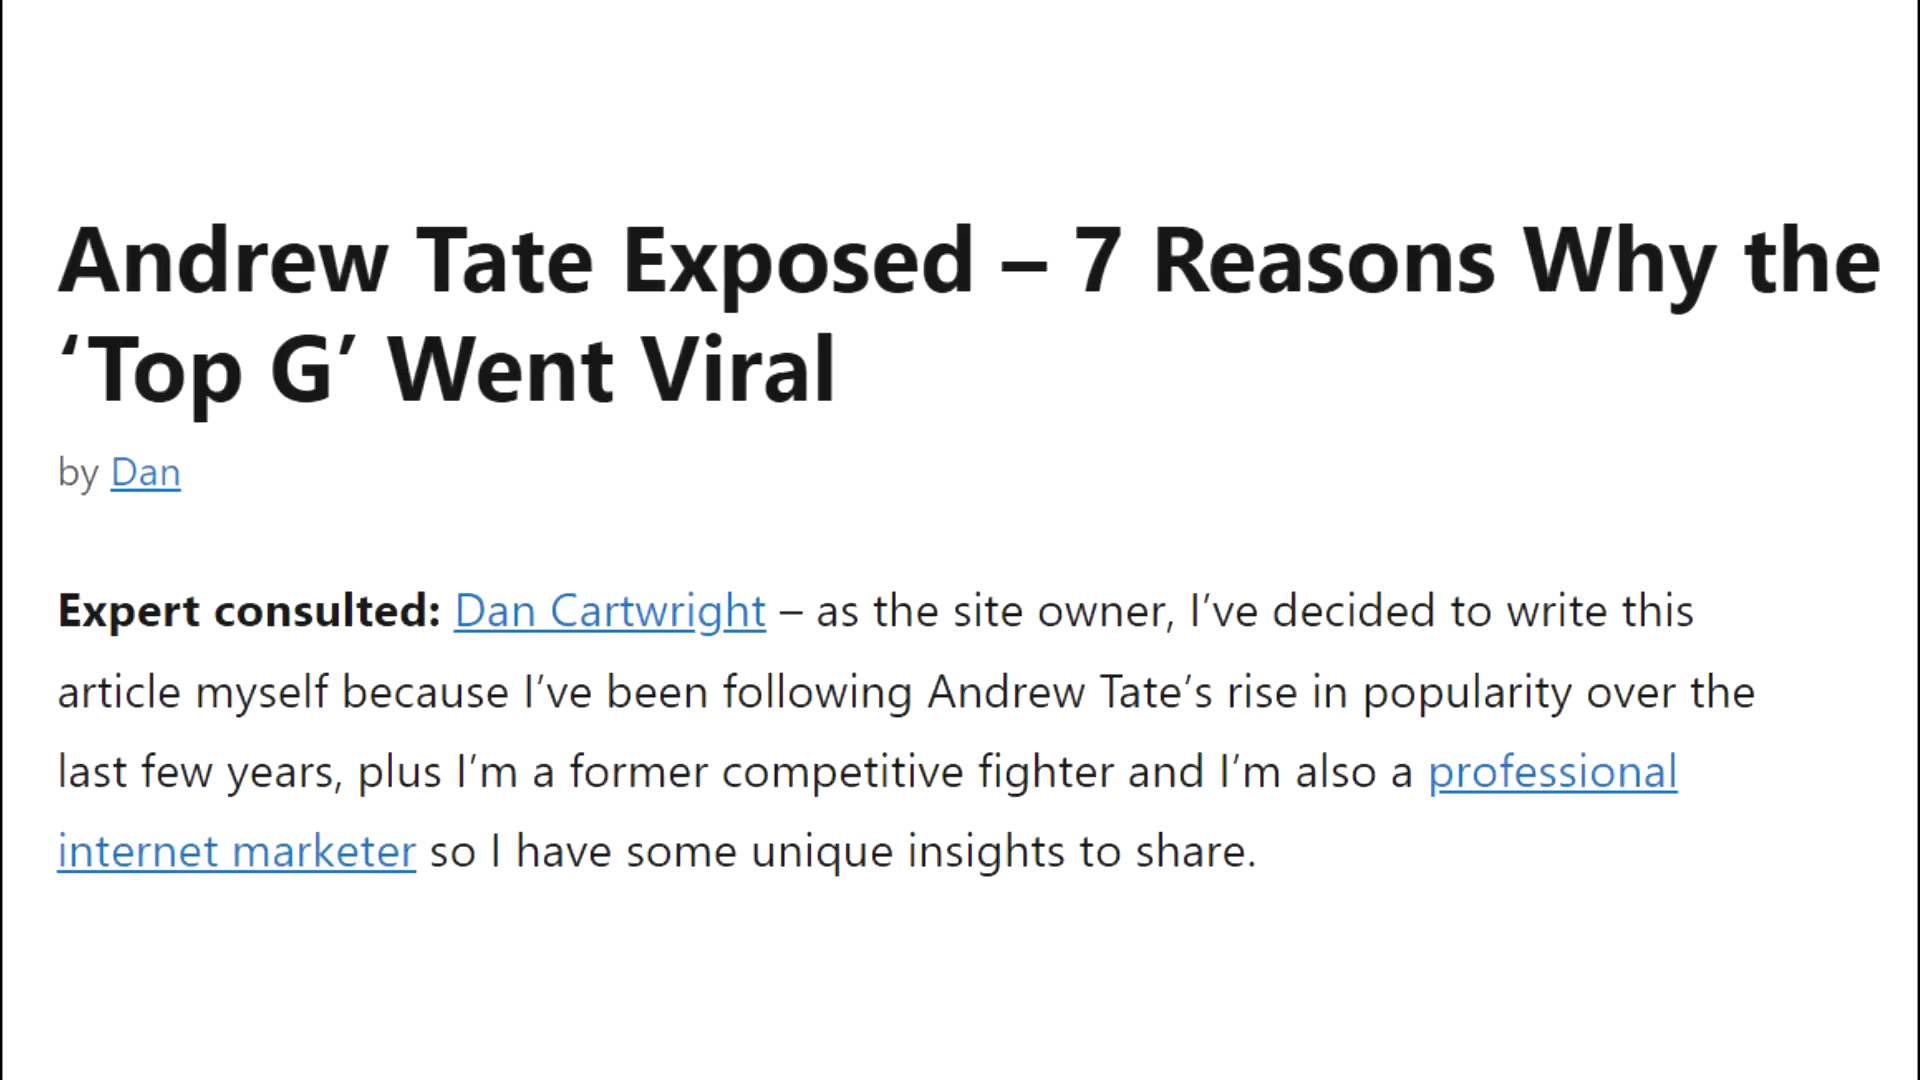 Andrew Tate Exposed – 7 Reasons Why the
‘Top G’ Went Viral
by Dan
Expert consulted: Dan Cartwright – as the site owner, I’ve decided to write this
article myself because I’ve been following Andrew Tate’s rise in popularity over the
last few years, plus I’m a former competitive fighter and I’m also a professional
internet marketer so I have some unique insights to share.